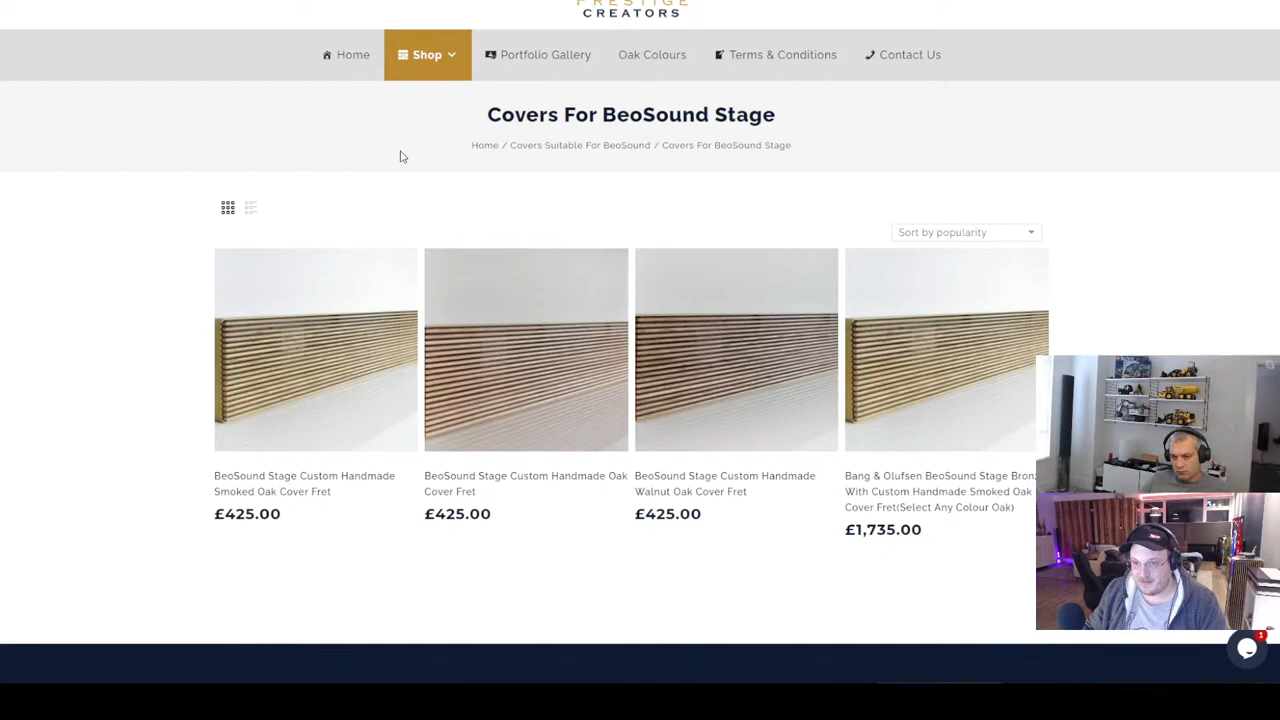 PRESTIGE
CREATORS
Home
Shop
Portfolio Gallery
Oak Colours
Terms & Conditions
Contact Us
Covers For BeoSound Stage
Home / Covers Suitable For BeoSound / Covers For BeoSound Stage
Sort by popularity
BeoSound Stage Custom Handmade
Smoked Oak Cover Fret
£425.00
BeoSound Stage Custom Handmade Oak
Cover Fret
£425.00
BeoSound Stage Custom Handmade
Walnut Oak Cover Fret
£425.00
Bang & Olufsen BeoSound Stage Bronz
With Custom Handmade Smoked Oak
Cover Fret(Select Any Colour Oak)
£1,735.00
1